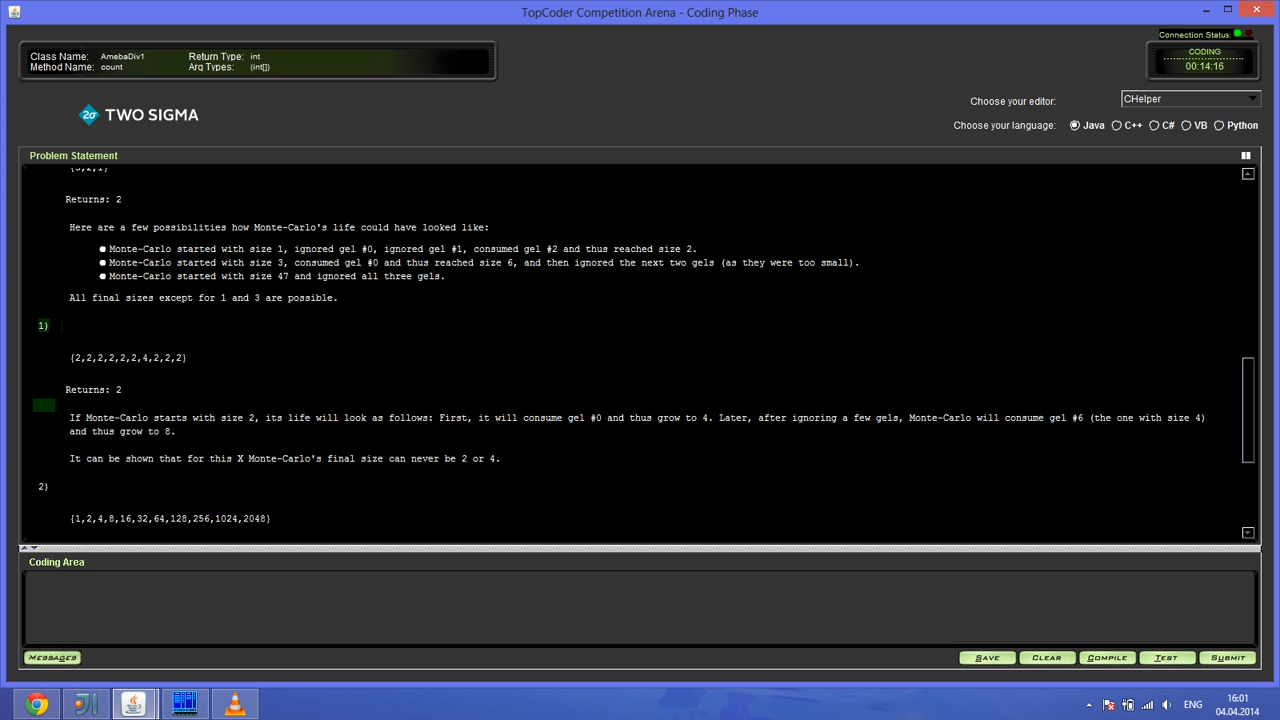 TopCoder Competition Arena - Coding Phase
Connection Status:
Class Name: AmebaDiv1 Return Type: int
Method Name: count Arg Types: (int[])
CODING
00:14:16
2σ TWO SIGMA
Choose your editor: CHelper
Choose your language: Java C++ C# VB Python
Problem Statement
Returns: 2
Here are a few possibilities how Monte-Carlo's life could have looked like:
Monte-Carlo started with size 1, ignored gel #0, ignored gel #1, consumed gel #2 and thus reached size 2.
Monte-Carlo started with size 3, consumed gel #0 and thus reached size 6, and then ignored the next two gels (as they were too small).
Monte-Carlo started with size 47 and ignored all three gels.
All final sizes except for 1 and 3 are possible.
1)
{2,2,2,2,2,2,4,2,2,2}
Returns: 2
If Monte-Carlo starts with size 2, its life will look as follows: First, it will consume gel #0 and thus grow to 4. Later, after ignoring a few gels, Monte-Carlo will consume gel #6 (the one with size 4)
and thus grow to 8.
It can be shown that for this X Monte-Carlo's final size can never be 2 or 4.
2)
{1,2,4,8,16,32,64,128,256,1024,2048}
Coding Area
MESSAGES SAVE CLEAR COMPILE TEST SUBMIT
ENG
16:01
04.04.2014